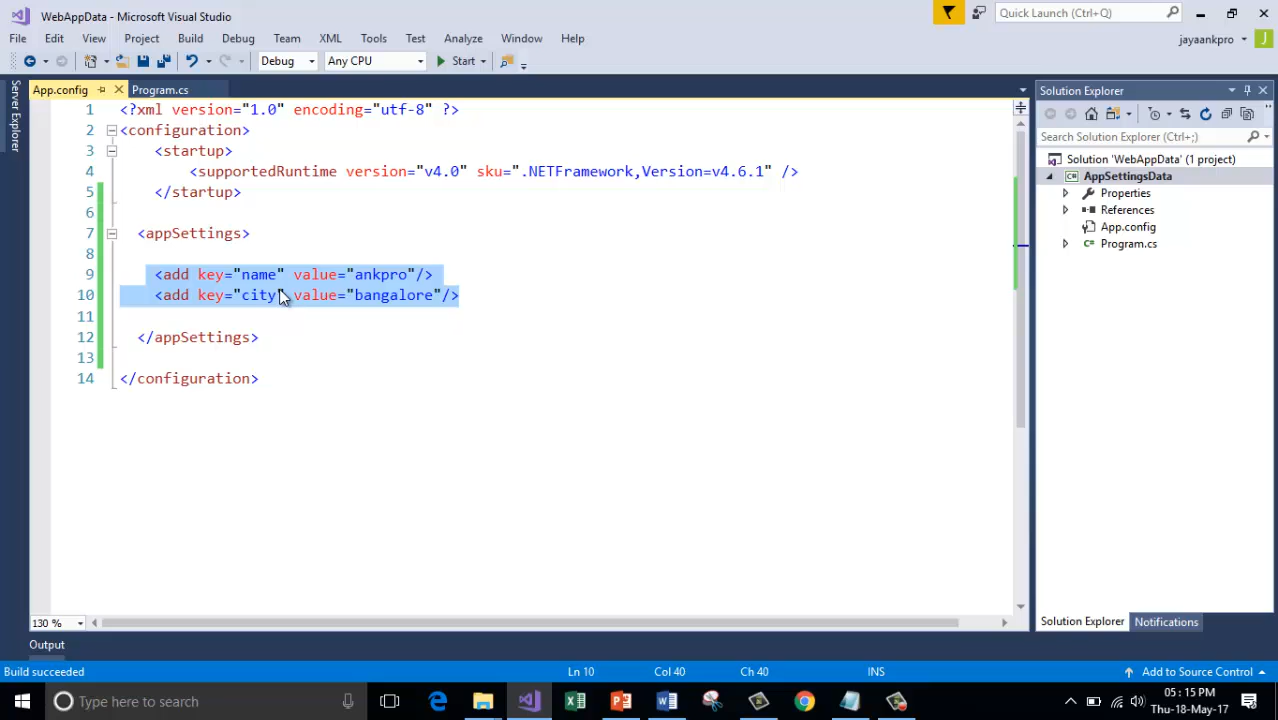 WebAppData - Microsoft Visual Studio
Quick Launch (Ctrl+Q)
File Edit View Project Build Debug Team XML Tools Test Analyze Window Help
jayaankpro J
Debug Any CPU Start
Server Explorer
App.config Program.cs
1 <?xml version="1.0" encoding="utf-8" ?>
2 <configuration>
3 <startup>
4 <supportedRuntime version="v4.0" sku=".NETFramework,Version=v4.6.1" />
5 </startup>
6
7 <appSettings>
8
9 <add key="name" value="ankpro"/>
10 <add key="city" value="bangalore"/>
11
12 </appSettings>
13
14 </configuration>
130 %
Solution Explorer
Search Solution Explorer (Ctrl+;)
Solution 'WebAppData' (1 project)
C# AppSettingsData
Properties
References
App.config
C# Program.cs
Solution Explorer Notifications
Output
Build succeeded Ln 10 Col 40 Ch 40 INS Add to Source Control
Type here to search
05 : 15 PM
Thu-18-May-17